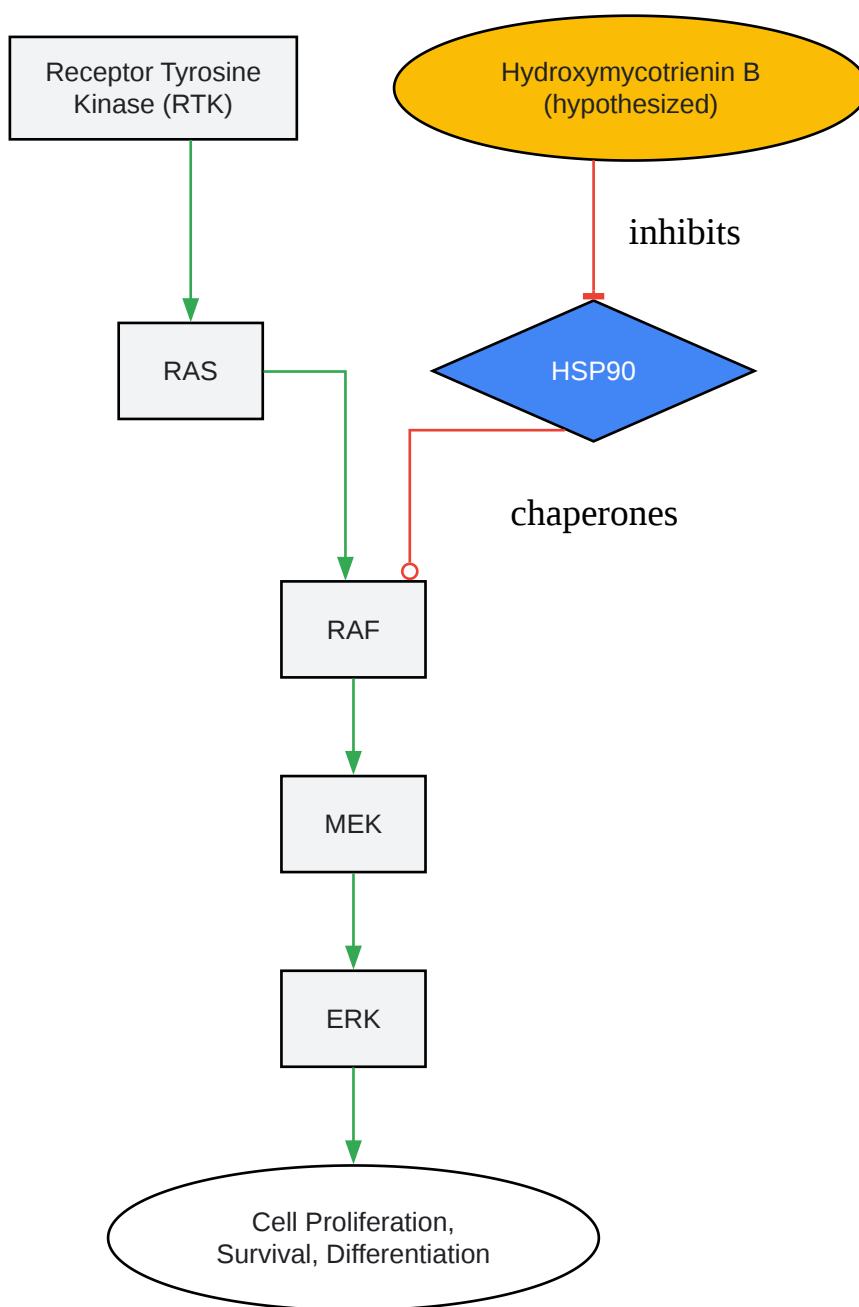 Receptor Tyrosine
Kinase (RTK)
Hydroxymycotrienin B
(hypothesized)
inhibits
RAS
HSP90
chaperones
RAF
MEK
ERK
Cell Proliferation,
Survival, Differentiation